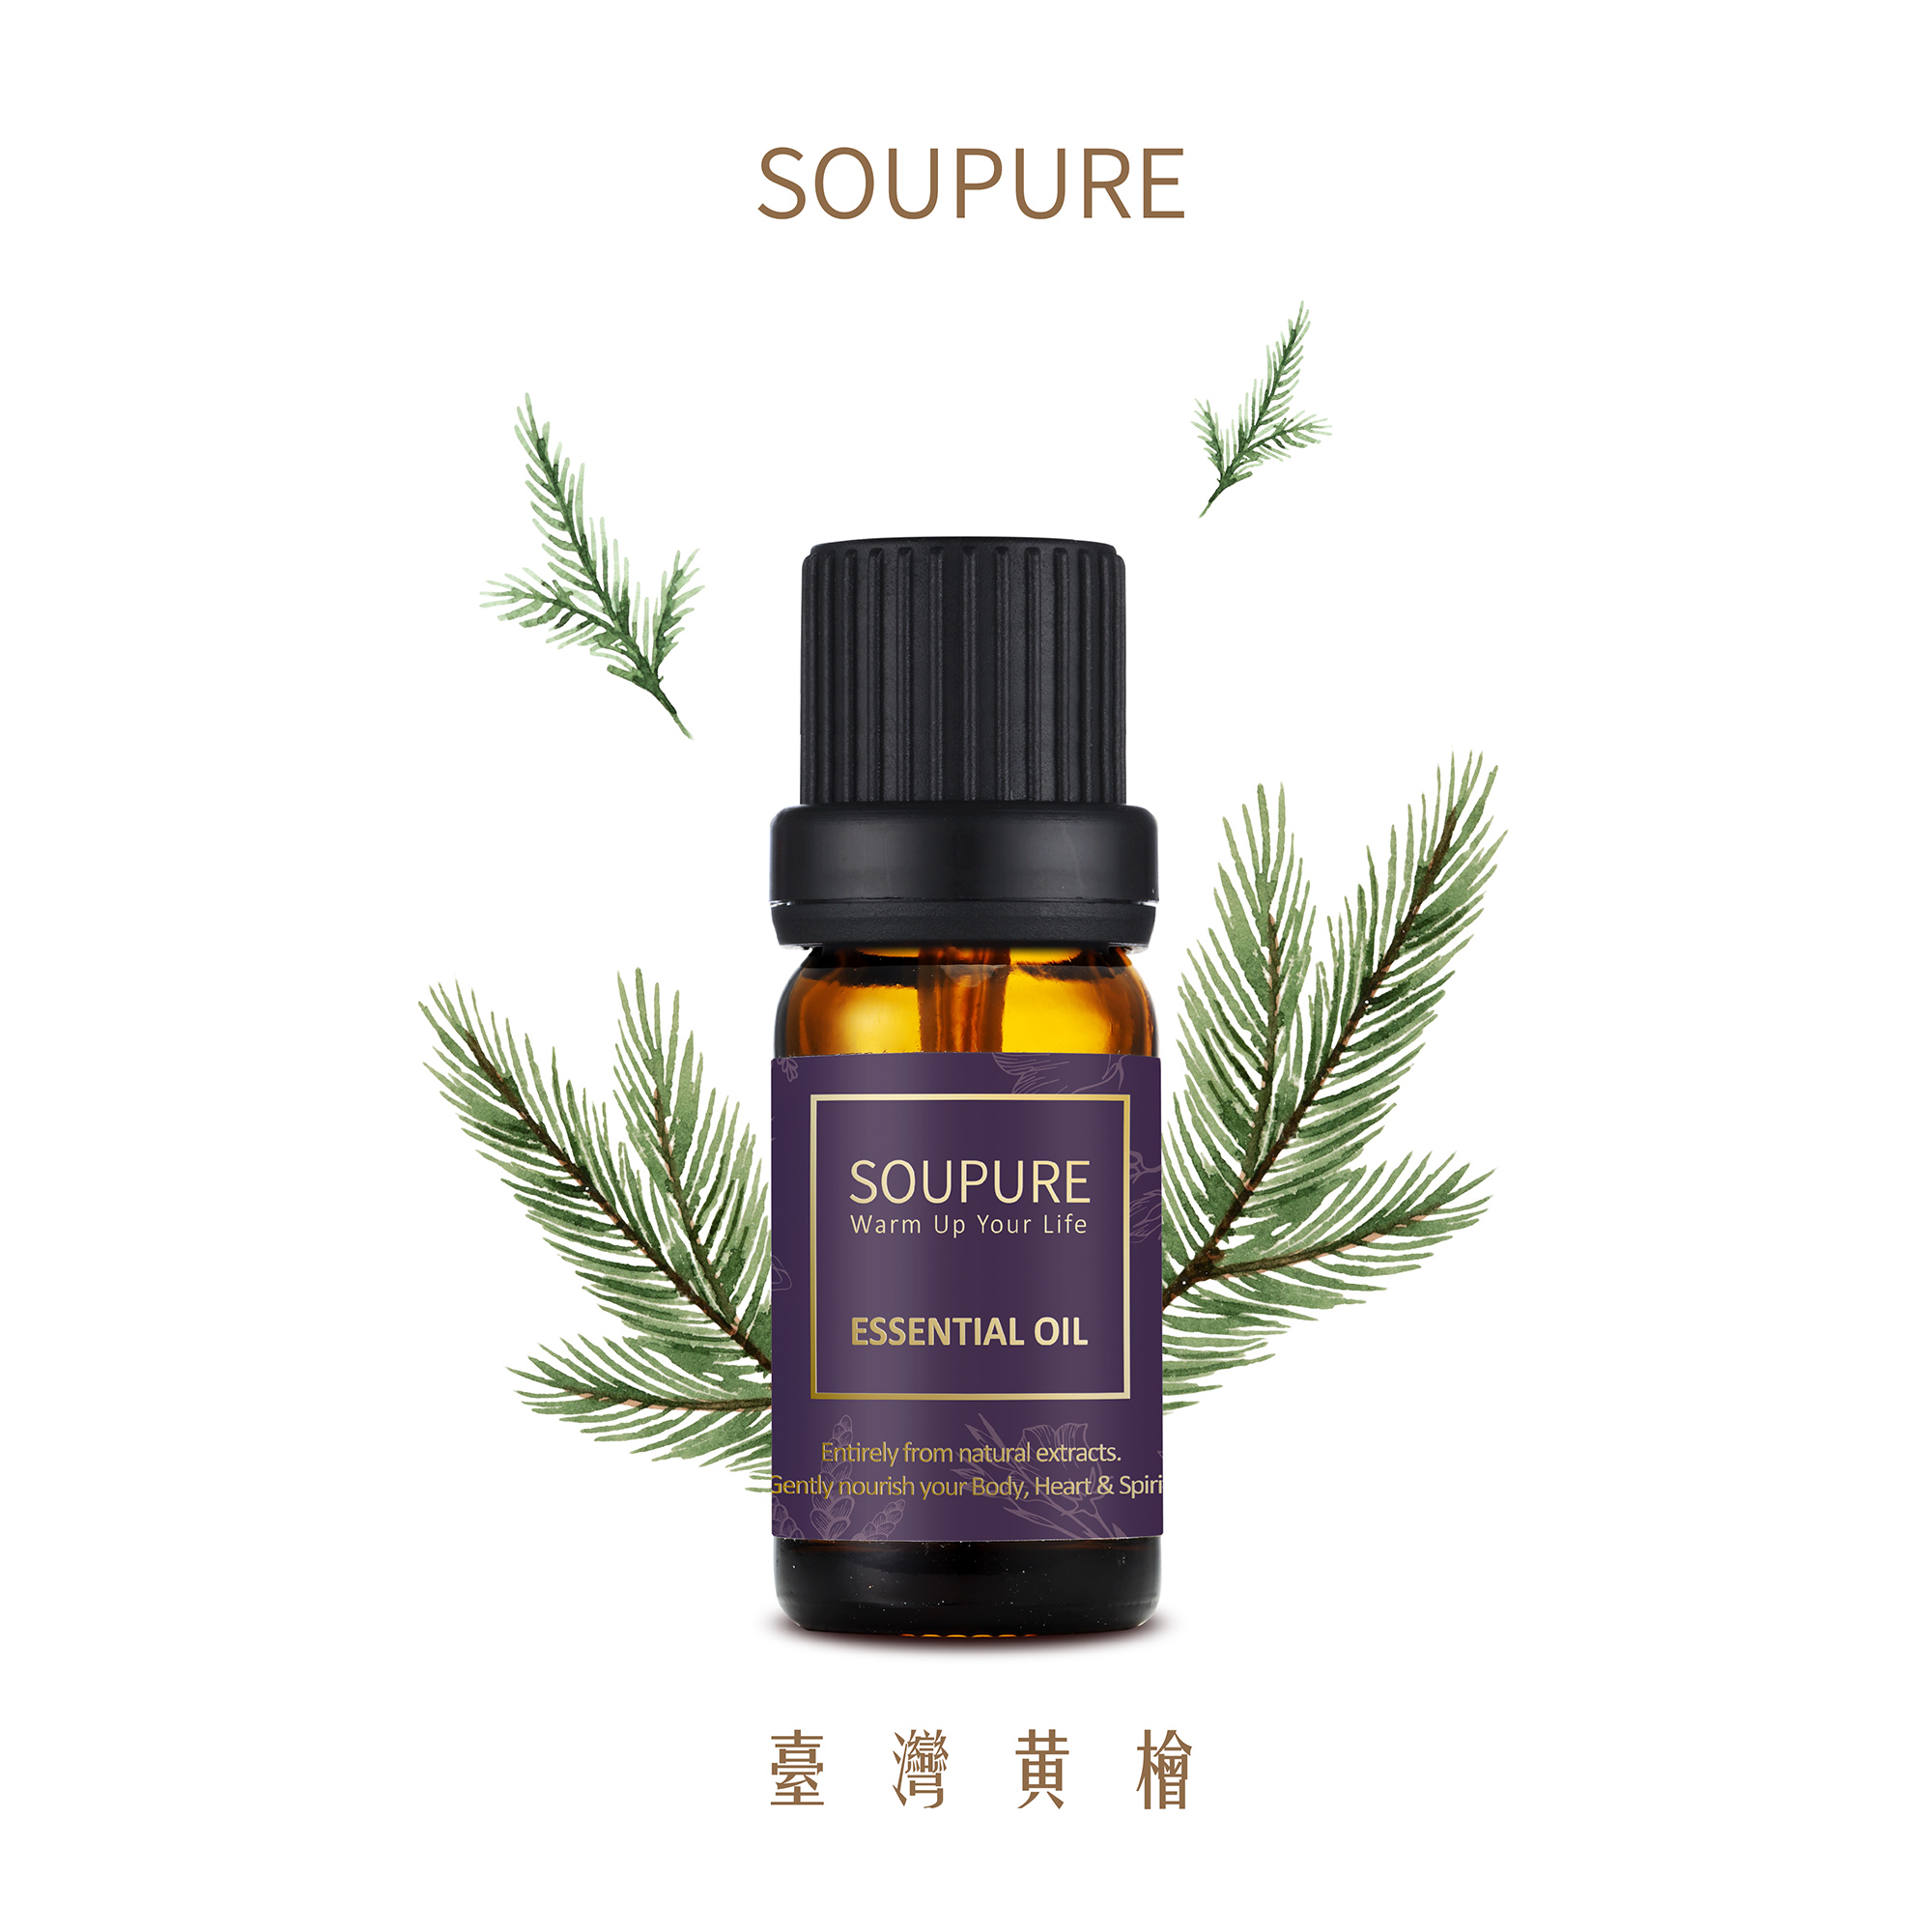 SOUPURE
SOUPURE
Warm Up Your Life
ESSENTIAL OIL
Entirely from natural extracts.
Gently nourish your Body, Heart & Spiri
臺灣黄檜